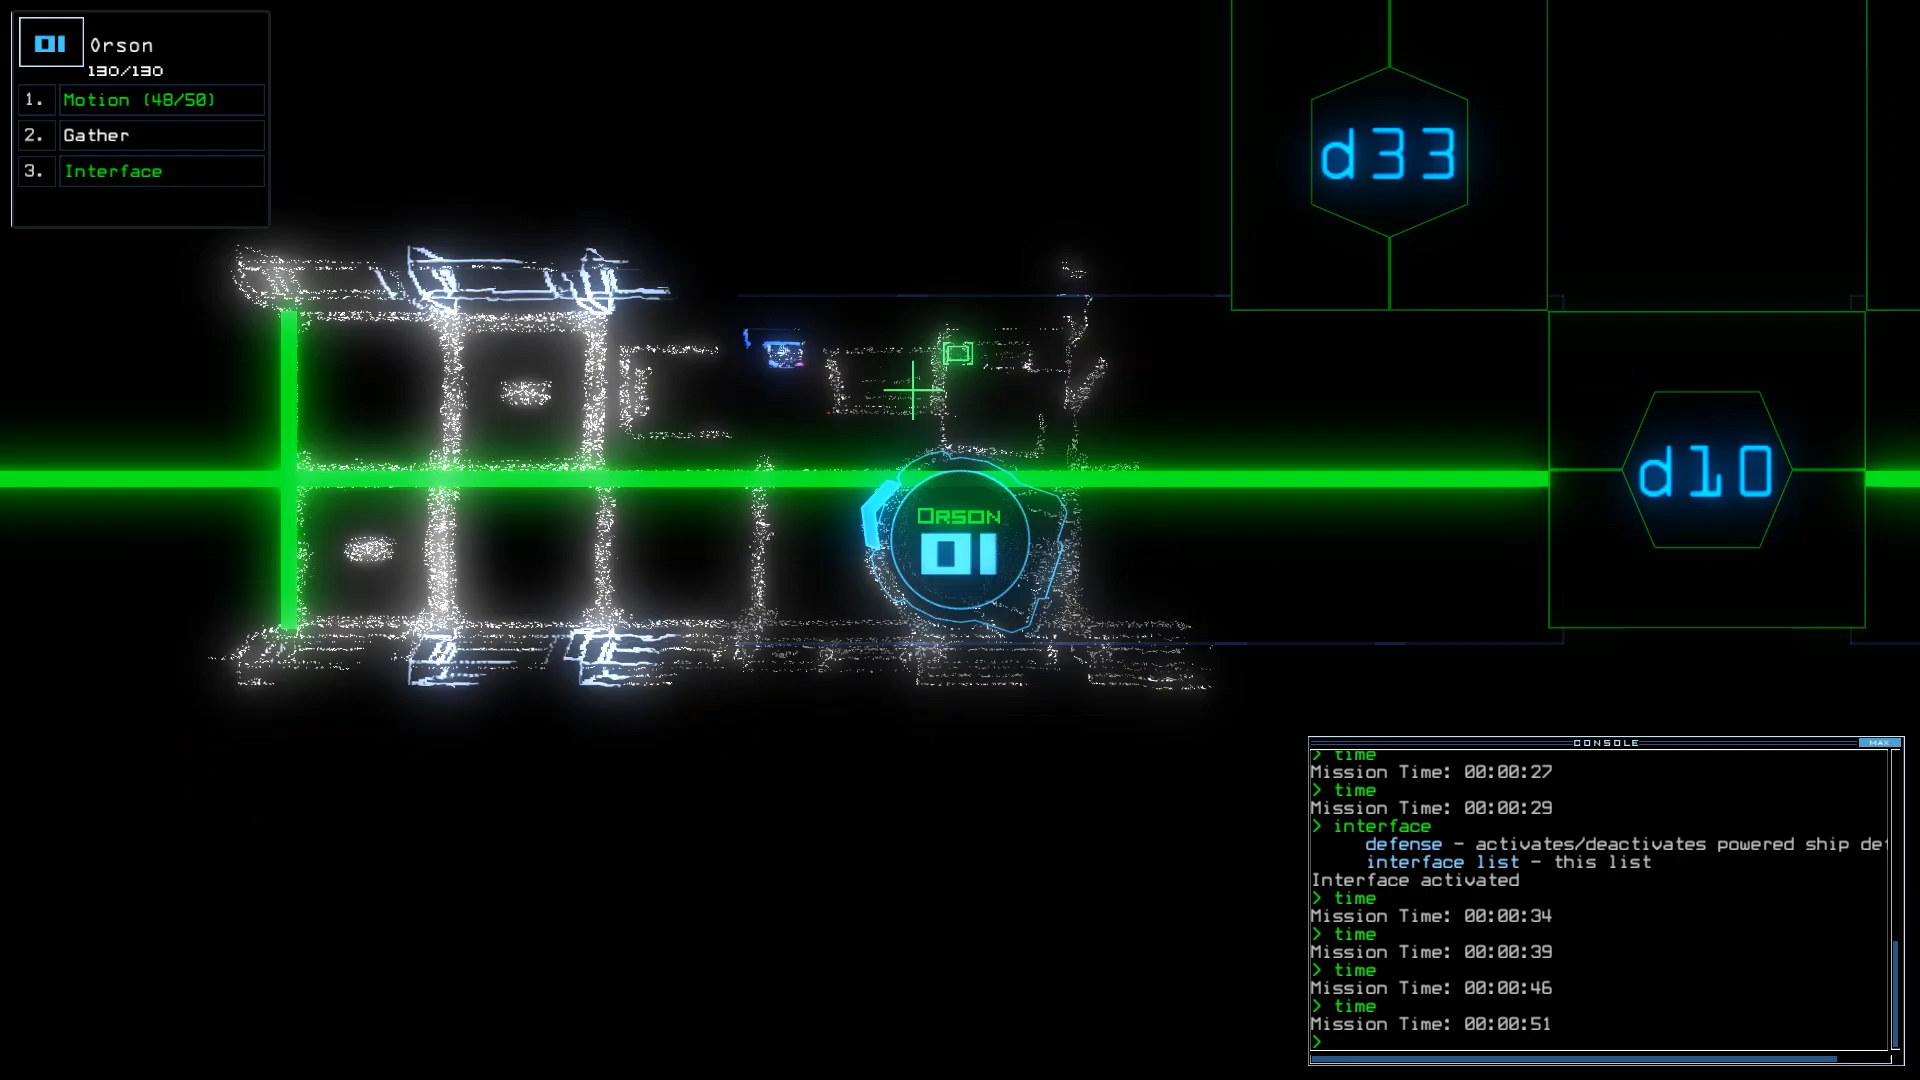 01
Orson
130/130
1. Motion (48/50)
2. Gather
3. Interface
d33
d10
ORSON
01
CONSOLE
MAX
> time
Mission Time: 00:00:27
> time
Mission Time: 00:00:29
> interface
defense - activates/deactivates powered ship def
interface list - this list
Interface activated
> time
Mission Time: 00:00:34
> time
Mission Time: 00:00:39
> time
Mission Time: 00:00:46
> time
Mission Time: 00:00:51
>